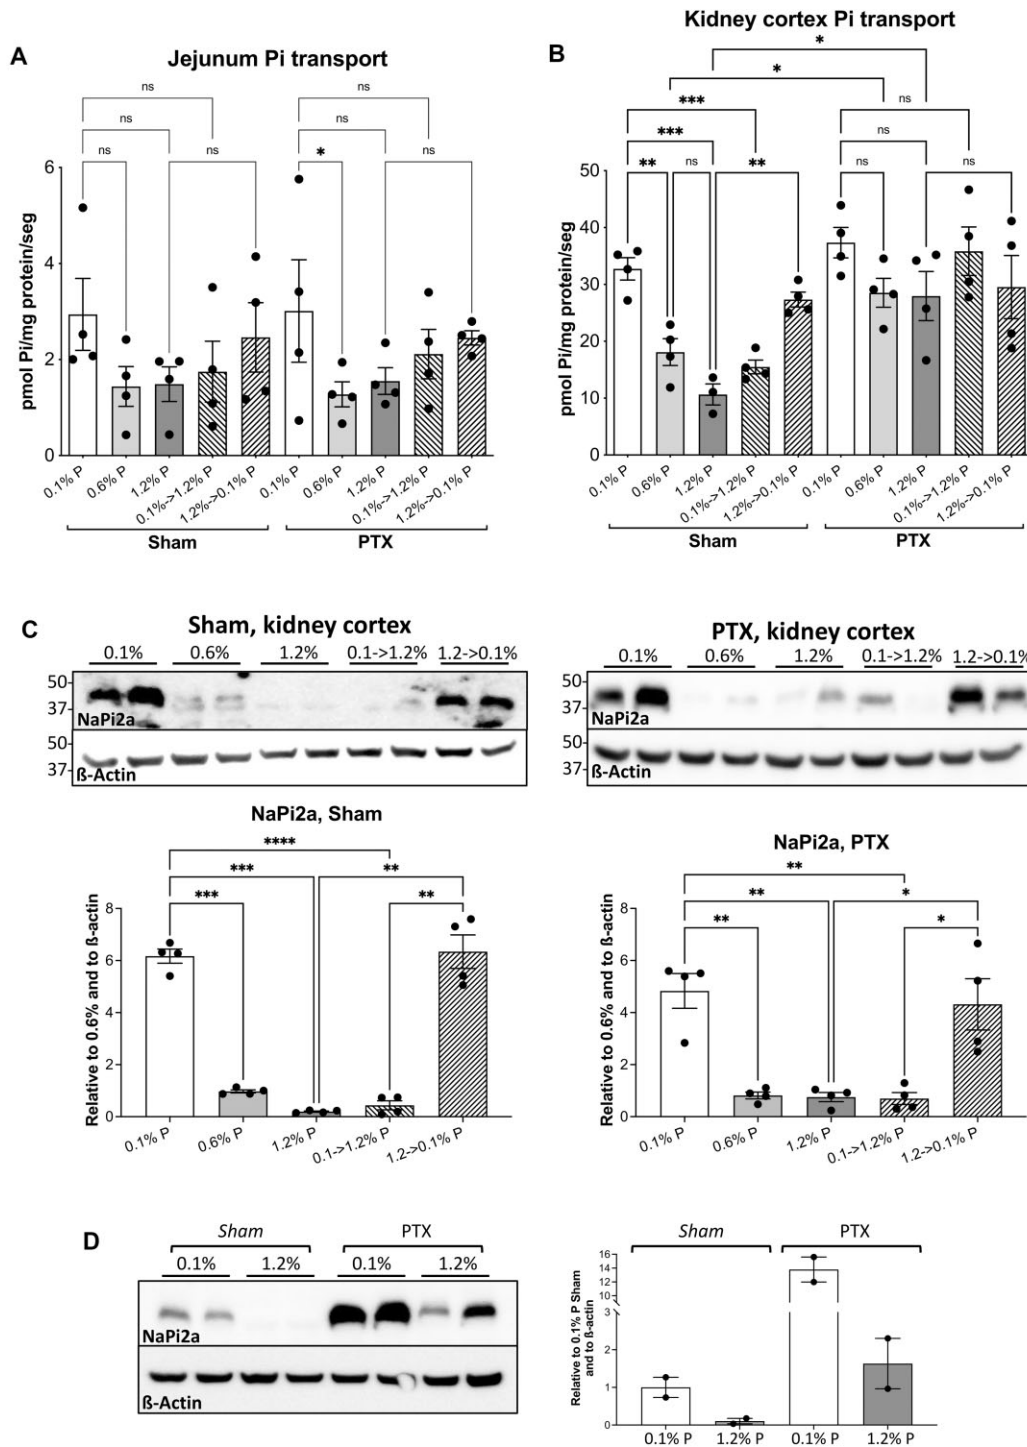 A
Jejunum Pi transport
ns
ns
ns
ns
ns
ns
ns
*
pmol Pi/mg protein/seg
6
4
2
0
0.1% P
0.6% P
1.2% P
0.1%->1.2% P
1.2%->0.1% P
0.1% P
0.6% P
1.2% P
0.1%->1.2% P
1.2%->0.1% P
Sham
PTX
B
Kidney cortex Pi transport
*
*
***
ns
***
ns
**
ns
**
ns
ns
pmol Pi/mg protein/seg
50
40
30
20
10
0
0.1% P
0.6% P
1.2% P
0.1%->1.2% P
1.2%->0.1% P
0.1% P
0.6% P
1.2% P
0.1%->1.2% P
1.2%->0.1% P
Sham
PTX
C
Sham, kidney cortex
0.1%
0.6%
1.2%
0.1->1.2%
1.2->0.1%
50
37
NaPi2a
50
37
ß-Actin
PTX, kidney cortex
0.1%
0.6%
1.2%
0.1->1.2%
1.2->0.1%
50
37
NaPi2a
50
37
ß-Actin
NaPi2a, Sham
****
***
**
***
**
Relative to 0.6% and to ß-actin
8
6
4
2
0
0.1% P
0.6% P
1.2% P
0.1->1.2% P
1.2->0.1% P
NaPi2a, PTX
**
**
*
**
*
Relative to 0.6% and to ß-actin
8
6
4
2
0
0.1% P
0.6% P
1.2% P
0.1->1.2% P
1.2->0.1% P
D
Sham
PTX
0.1%
1.2%
0.1%
1.2%
NaPi2a
ß-Actin
Sham
PTX
Relative to 0.1% P Sham
and to ß-actin
16
14
12
10
3
2
1
0
0.1% P
1.2% P
0.1% P
1.2% P